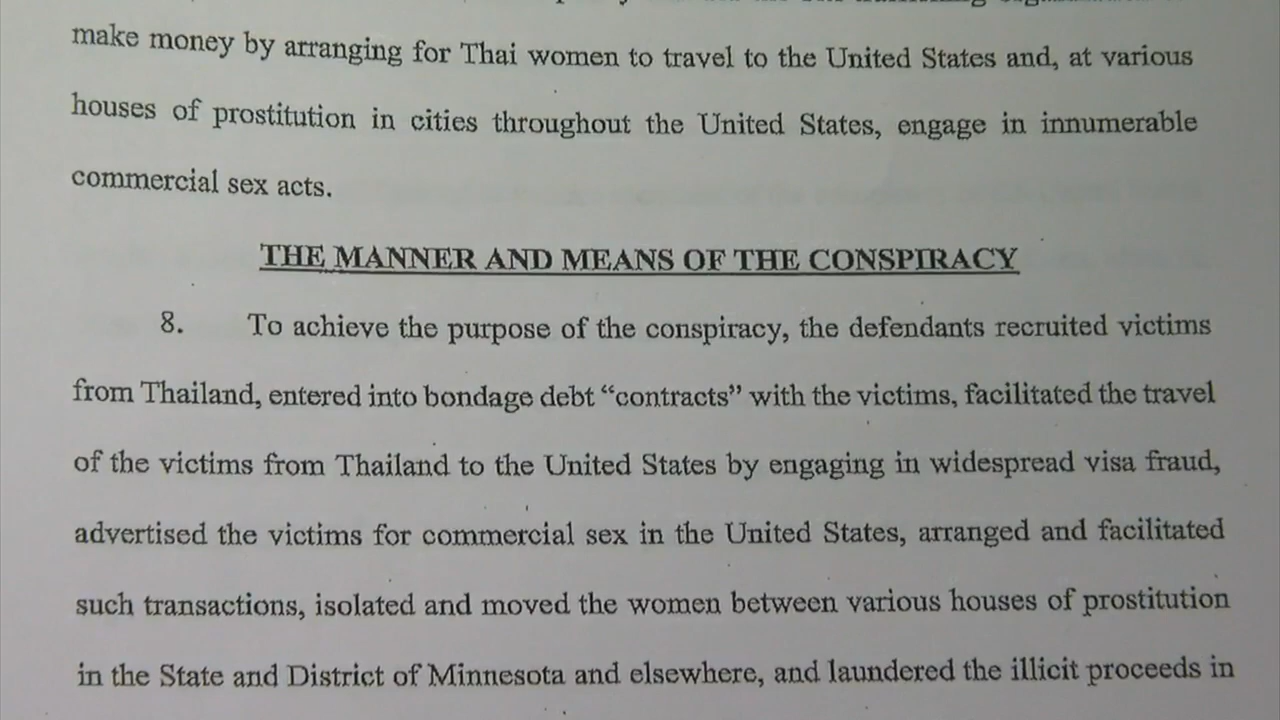 make money by arranging for Thai women to travel to the United States and, at various
houses of prostitution in cities throughout the United States, engage in innumerable
commercial sex acts.
THE MANNER AND MEANS OF THE CONSPIRACY
8. To achieve the purpose of the conspiracy, the defendants recruited victims
from Thailand, entered into bondage debt “contracts” with the victims, facilitated the travel
of the victims from Thailand to the United States by engaging in widespread visa fraud,
advertised the victims for commercial sex in the United States, arranged and facilitated
such transactions, isolated and moved the women between various houses of prostitution
in the State and District of Minnesota and elsewhere, and laundered the illicit proceeds in